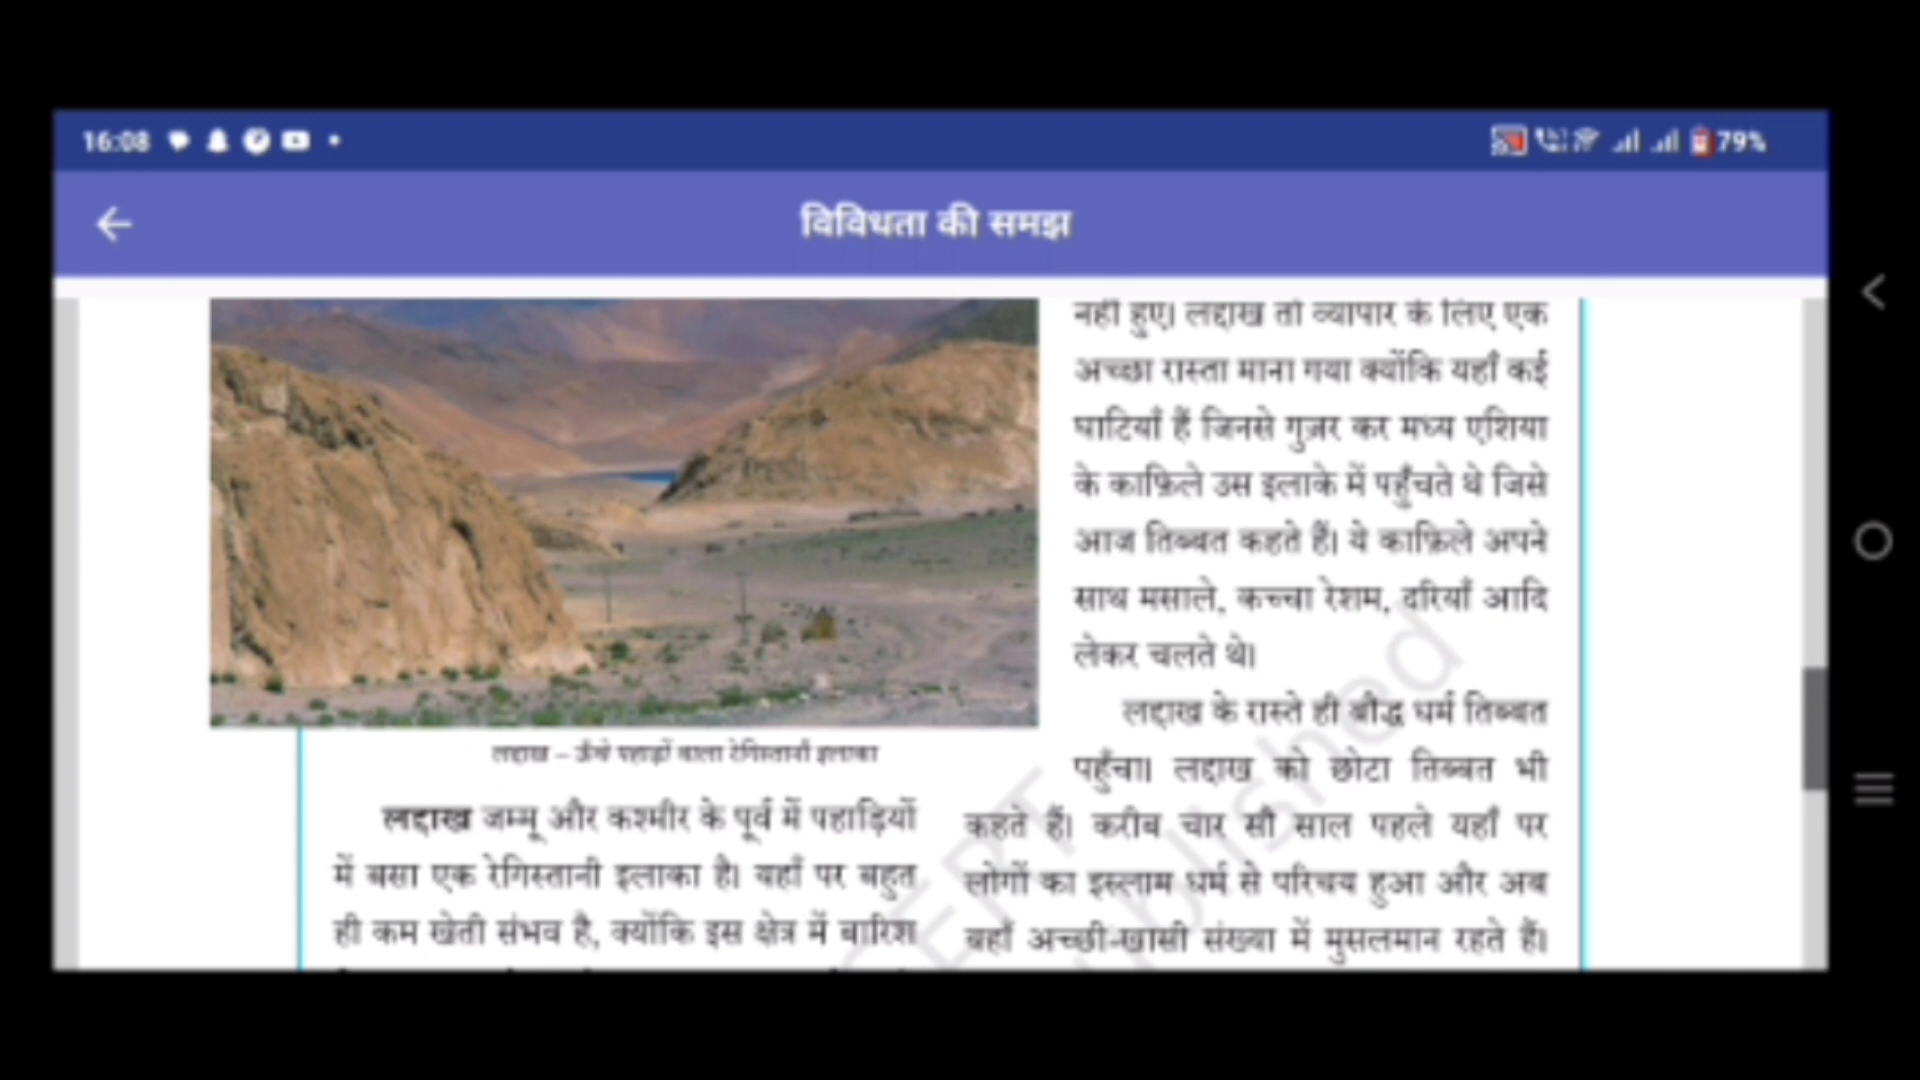 16:08
79%
विविधता की समझ
लद्दाख – ऊँचे पहाड़ों वाला रेगिस्तानी इलाका
लद्दाख जम्मू और कश्मीर के पूर्व में पहाड़ियों
में बसा एक रेगिस्तानी इलाका है। यहाँ पर बहुत
ही कम खेती संभव है, क्योंकि इस क्षेत्र में बारिश
नहीं हुए। लद्दाख तो व्यापार के लिए एक
अच्छा रास्ता माना गया क्योंकि यहाँ कई
घाटियाँ हैं जिनसे गुज़र कर मध्य एशिया
के काफ़िले उस इलाके में पहुँचते थे जिसे
आज तिब्बत कहते हैं। ये काफ़िले अपने
साथ मसाले, कच्चा रेशम, दरियाँ आदि
लेकर चलते थे।
लद्दाख के रास्ते ही बौद्ध धर्म तिब्बत
पहुँचा। लद्दाख को छोटा तिब्बत भी
कहते हैं। करीब चार सौ साल पहले यहाँ पर
लोगों का इस्लाम धर्म से परिचय हुआ और अब
यहाँ अच्छी-खासी संख्या में मुसलमान रहते हैं।